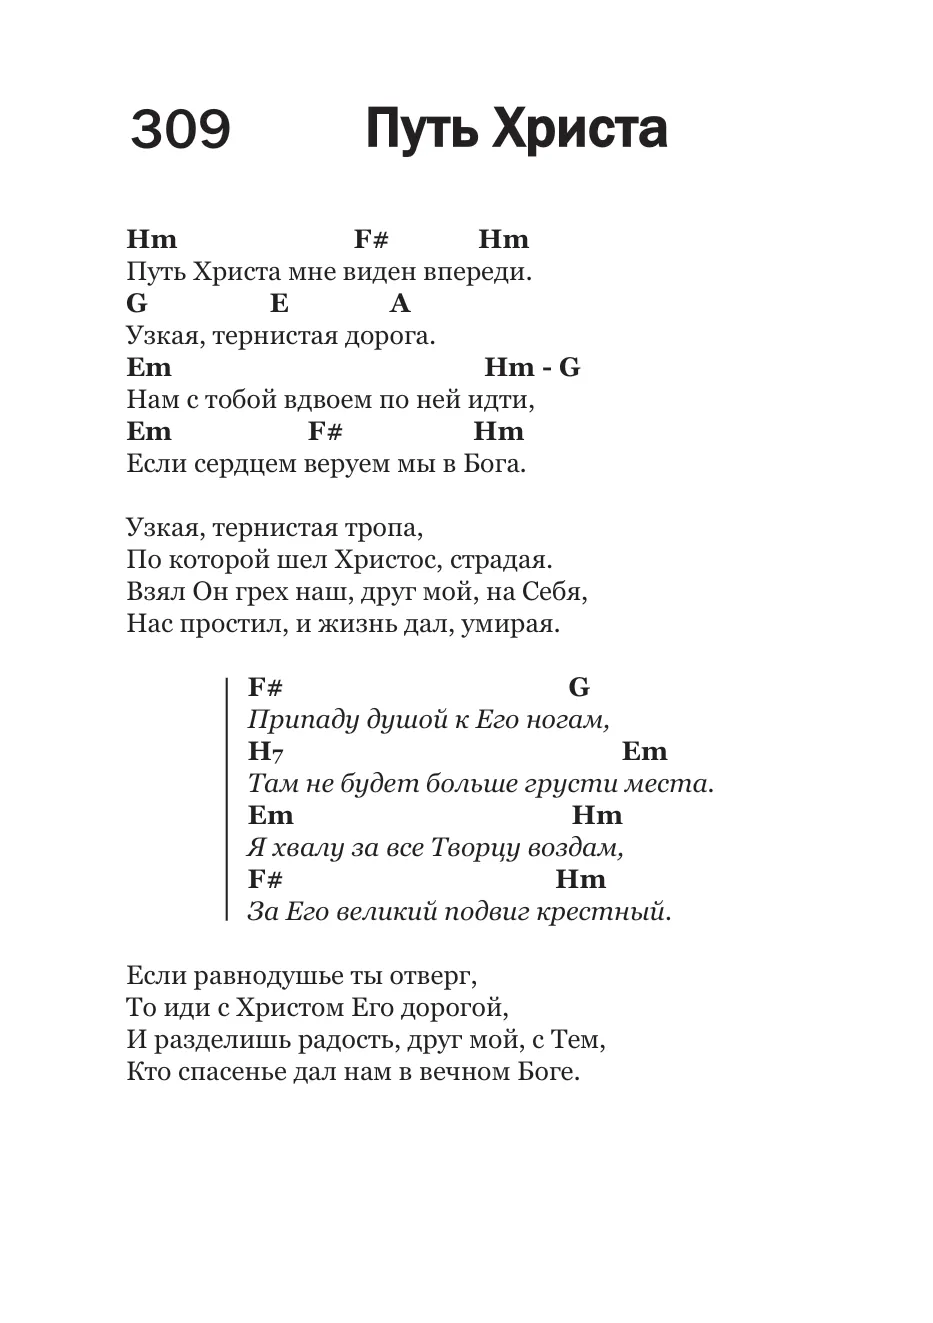 309 Путь Христа
Hm F# Hm
Путь Христа мне виден впереди.
G E A
Узкая, тернистая дорога.
Em Hm - G
Нам с тобой вдвоем по ней идти,
Em F# Hm
Если сердцем веруем мы в Бога.
Узкая, тернистая тропа,
По которой шел Христос, страдая.
Взял Он грех наш, друг мой, на Себя,
Нас простил, и жизнь дал, умирая.
F# G
Припаду душой к Его ногам,
H7 Em
Там не будет больше грусти места.
Em Hm
Я хвалу за все Творцу воздам,
F# Hm
За Его великий подвиг крестный.
Если равнодушье ты отверг,
То иди с Христом Его дорогой,
И разделишь радость, друг мой, с Тем,
Кто спасенье дал нам в вечном Боге.